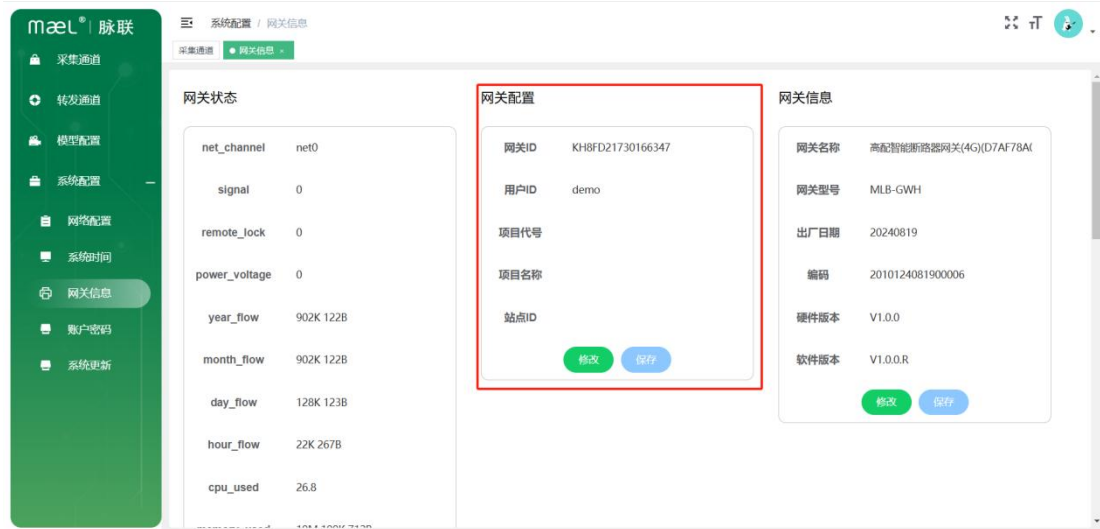 mæL®| 脉联
采集通道
转发通道
模型配置
系统配置
网络配置
系统时间
网关信息
账户密码
系统更新
系统配置 / 网关信息
采集通道 ● 网关信息 ×
网关状态
net_channel net0
signal 0
remote_lock 0
power_voltage 0
year_flow 902K 122B
month_flow 902K 122B
day_flow 128K 123B
hour_flow 22K 267B
cpu_used 26.8
网关配置
网关ID KH8FD21730166347
用户ID demo
项目代号
项目名称
站点ID
修改 保存
网关信息
网关名称 高配智能断路器网关(4G)(D7AF78A
网关型号 MLB-GWH
出厂日期 20240819
编码 2010124081900006
硬件版本 V1.0.0
软件版本 V1.0.0.R
修改 保存